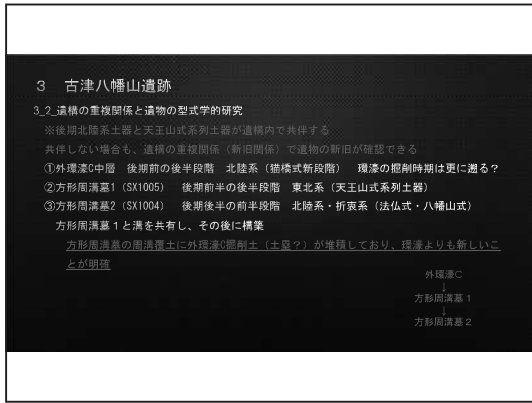 3 古津八幡山遺跡
3_2_遺構の重複関係と遺物の型式学的研究
※後期北陸系土器と天王山式系列土器が遺構内で共伴する
共伴しない場合も、遺構の重複関係（新旧関係）で遺物の新旧が確認できる
①外環濠C中層 後期前の後半段階 北陸系（猫橋式新段階） 環濠の掘削時期は更に遡る？
②方形周溝墓1（SX1005） 後期前半の後半段階 東北系（天王山式系列土器）
③方形周溝墓2（SX1004） 後期後半の前半段階 北陸系・折衷系（法仏式・八幡山式）
方形周溝墓１と溝を共有し、その後に構築
方形周溝墓の周溝覆土に外環濠C掘削土（土塁？）が堆積しており、環濠よりも新しいこ
とが明確
外環濠C
↓
方形周溝墓１
↓
方形周溝墓２